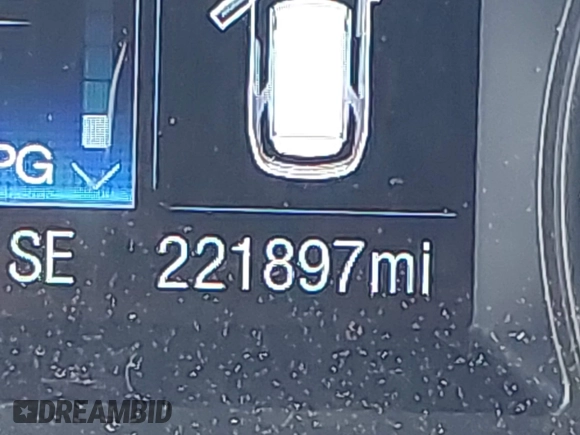 PG
SE 221897mi
DREAMBID